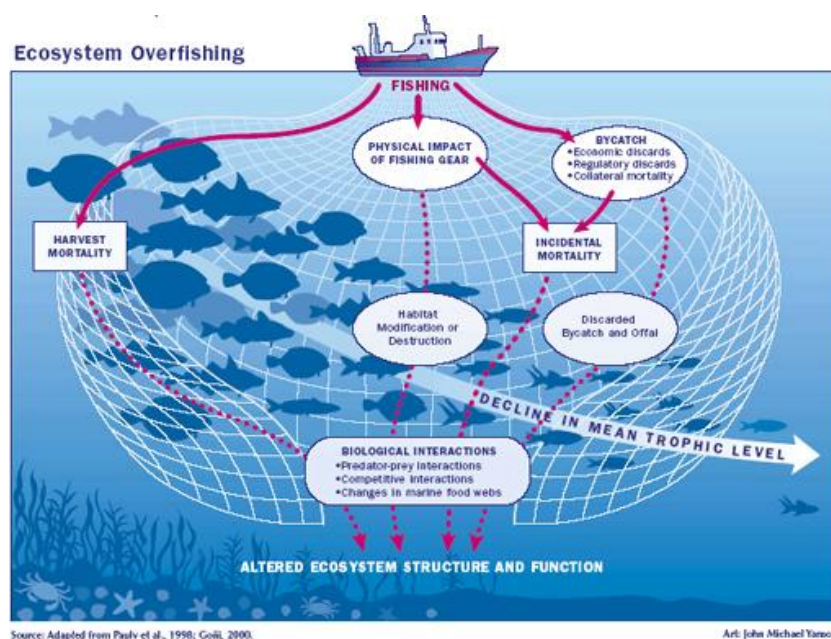 Ecosystem Overfishing
FISHING
PHYSICAL IMPACT
OF FISHING GEAR
BYCATCH
•Economic discards
•Regulatory discards
•Collateral mortality
HARVEST
MORTALITY
INCIDENTAL
MORTALITY
Habitat
Modification or
Destruction
Discarded
Bycatch and Offal
DECLINE IN MEAN TROPHIC LEVEL
BIOLOGICAL INTERACTIONS
•Predator-prey interactions
•Competitive interactions
•Changes in marine food webs
ALTERED ECOSYSTEM STRUCTURE AND FUNCTION
Source: Adapted from Pauly et al., 1998; Goñi, 2000.
Art: John Michael